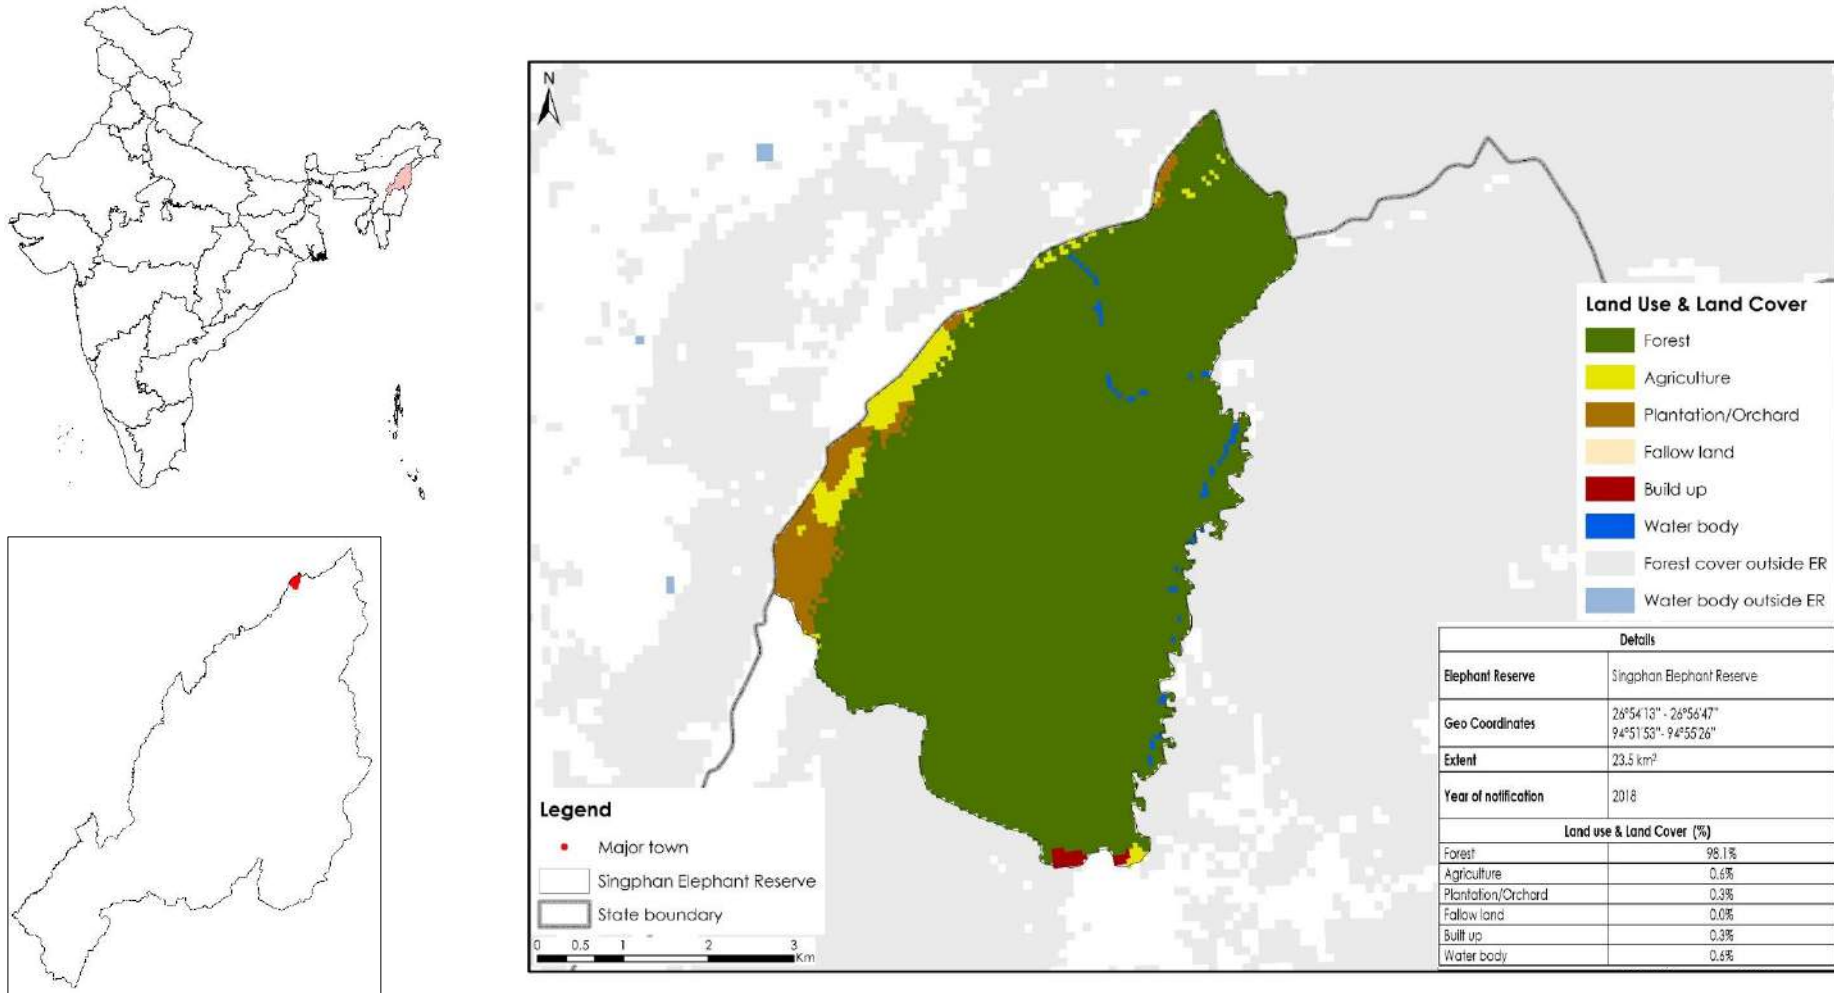 N
Land Use & Land Cover
Forest
Agriculture
Plantation/Orchard
Fallow land
Build up
Water body
Forest cover outside ER
Water body outside ER
Details
Elephant Reserve Singphan Elephant Reserve
Geo Coordinates 26°54'13" - 26°56'47"
94°51'53"- 94°55'26"
Extent 23.5 km²
Year of notification 2018
Land use & Land Cover (%)
Forest 98.1%
Agriculture 0.6%
Plantation/Orchard 0.3%
Fallow land 0.0%
Built up 0.3%
Water body 0.6%
Legend
Major town
Singphan Elephant Reserve
State boundary
0 0.5 1 2 3
Km